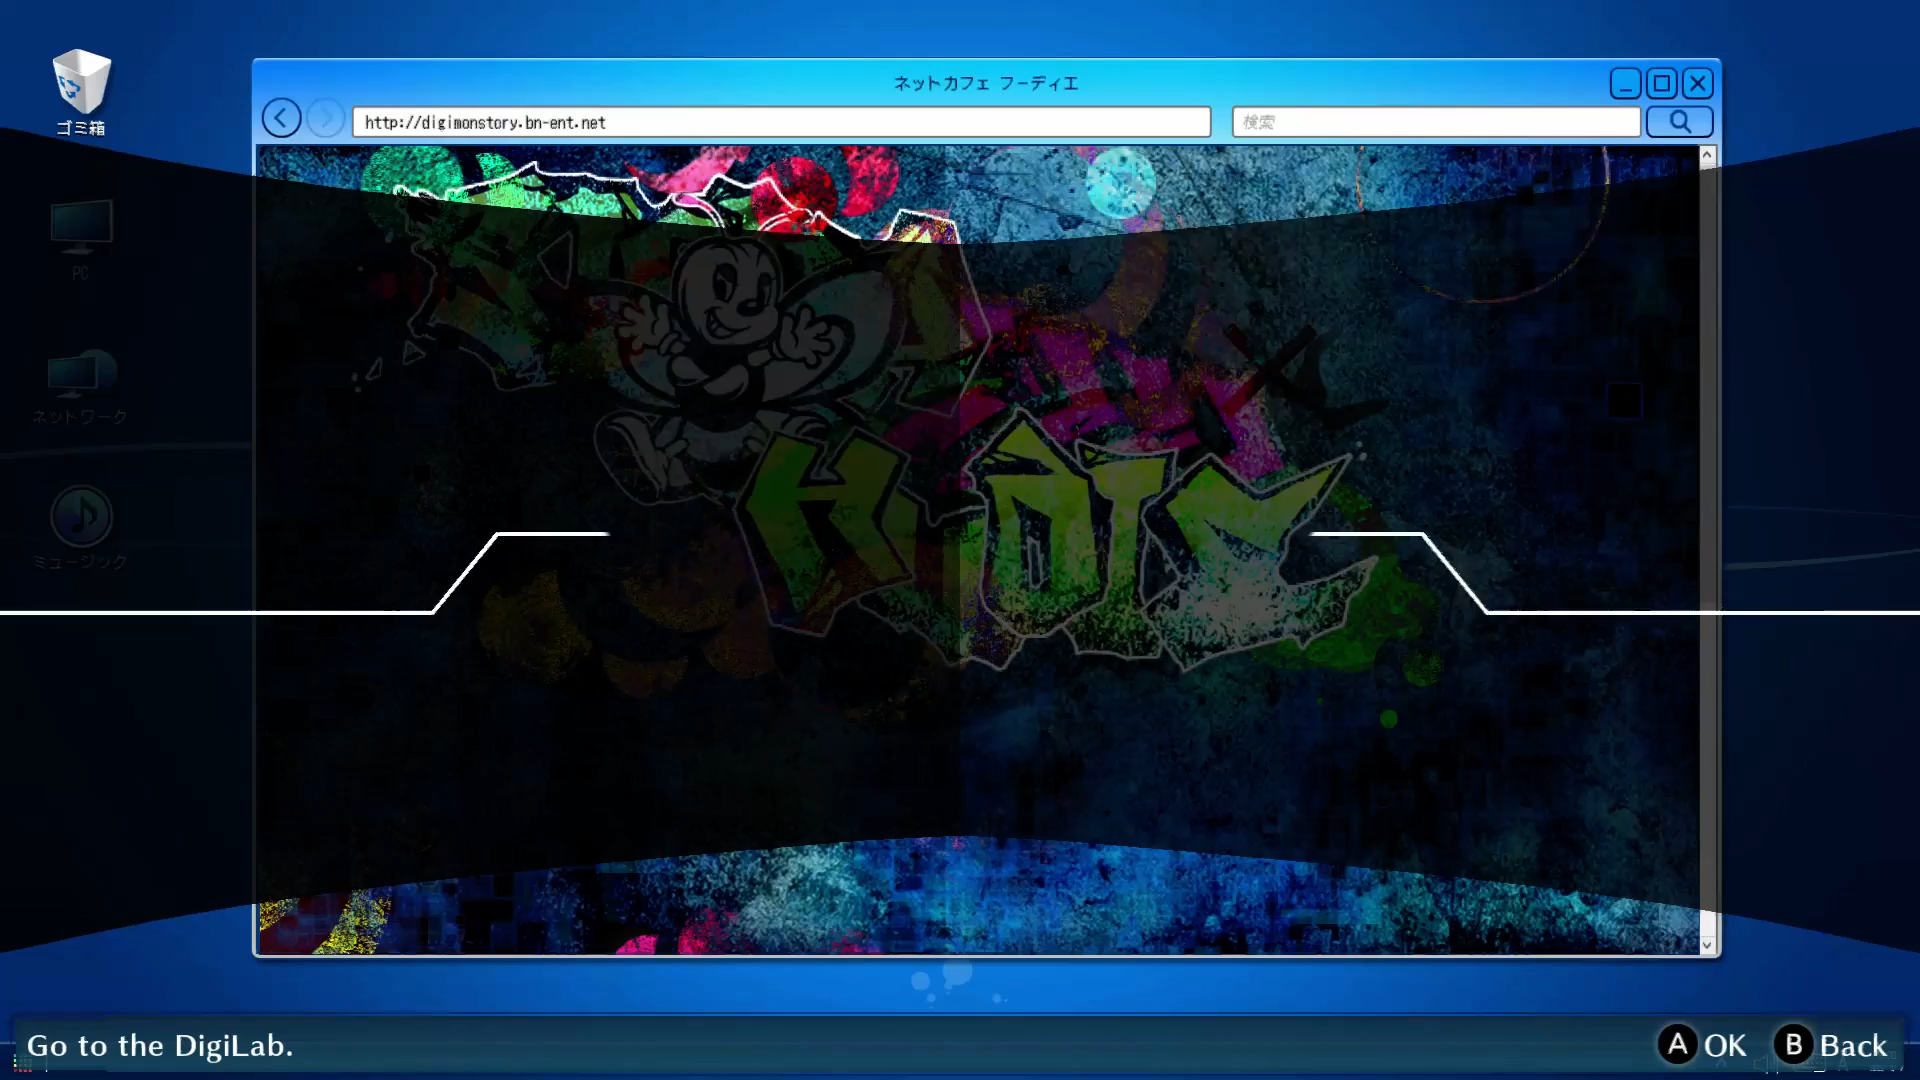 ネットカフェ フーディエ
http://digimonstory.bn-ent.net
検索
ゴミ箱
PC
ネットワーク
ミュージック
Go to the DigiLab.
A OK B Back